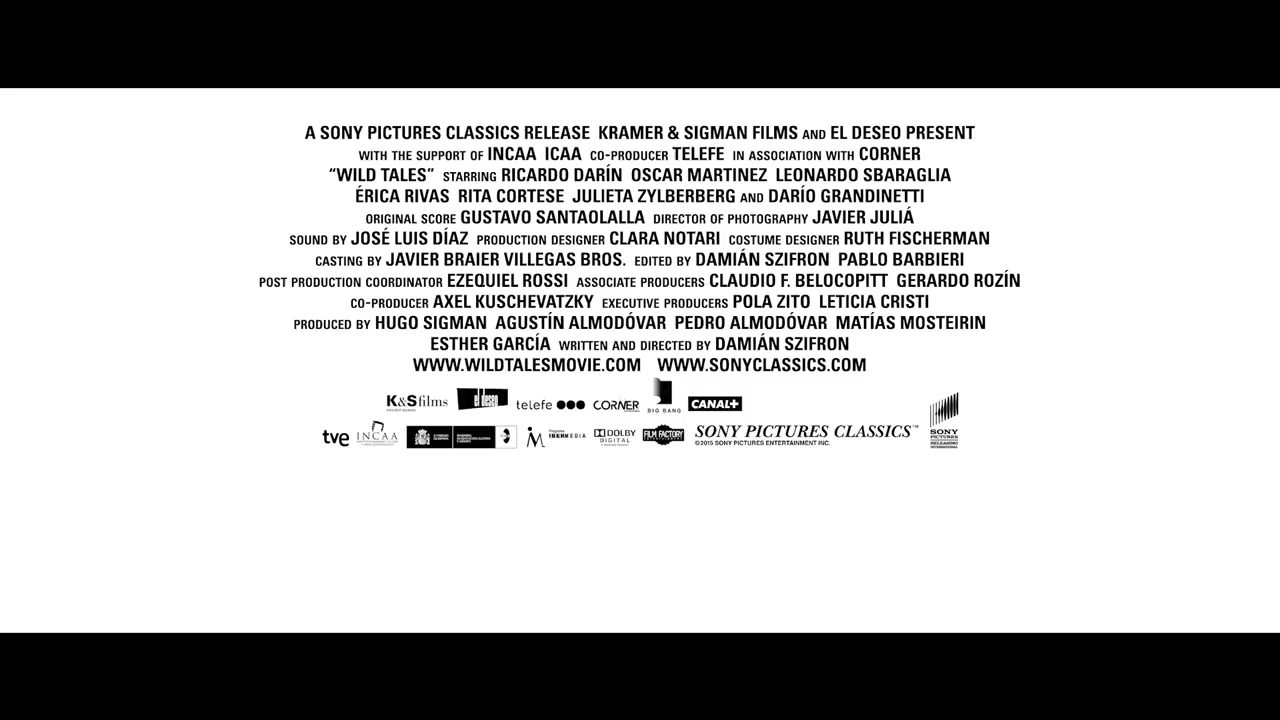 A SONY PICTURES CLASSICS RELEASE KRAMER & SIGMAN FILMS AND EL DESEO PRESENT
WITH THE SUPPORT OF INCAA ICAA CO-PRODUCER TELEFE IN ASSOCIATION WITH CORNER
“WILD TALES” STARRING RICARDO DARÍN OSCAR MARTINEZ LEONARDO SBARAGLIA
ÉRICA RIVAS RITA CORTESE JULIETA ZYLBERBERG AND DARÍO GRANDINETTI
ORIGINAL SCORE GUSTAVO SANTAOLALLA DIRECTOR OF PHOTOGRAPHY JAVIER JULIÁ
SOUND BY JOSÉ LUIS DÍAZ PRODUCTION DESIGNER CLARA NOTARI COSTUME DESIGNER RUTH FISCHERMAN
CASTING BY JAVIER BRAIER VILLEGAS BROS. EDITED BY DAMIÁN SZIFRON PABLO BARBIERI
POST PRODUCTION COORDINATOR EZEQUIEL ROSSI ASSOCIATE PRODUCERS CLAUDIO F. BELOCOPITT GERARDO ROZÍN
CO-PRODUCER AXEL KUSCHEVATZKY EXECUTIVE PRODUCERS POLA ZITO LETICIA CRISTI
PRODUCED BY HUGO SIGMAN AGUSTÍN ALMODÓVAR PEDRO ALMODÓVAR MATÍAS MOSTEIRIN
ESTHER GARCÍA WRITTEN AND DIRECTED BY DAMIÁN SZIFRON
WWW.WILDTALESMOVIE.COM WWW.SONYCLASSICS.COM
K&S films el deseo telefe CORNER BIG BANG CANAL+
tve INCAA Programa IBERMEDIA DOLBY DIGITAL FILM FACTORY SONY PICTURES CLASSICS™
©2015 SONY PICTURES ENTERTAINMENT INC.
SONY
PICTURES
RELEASING
INTERNATIONAL